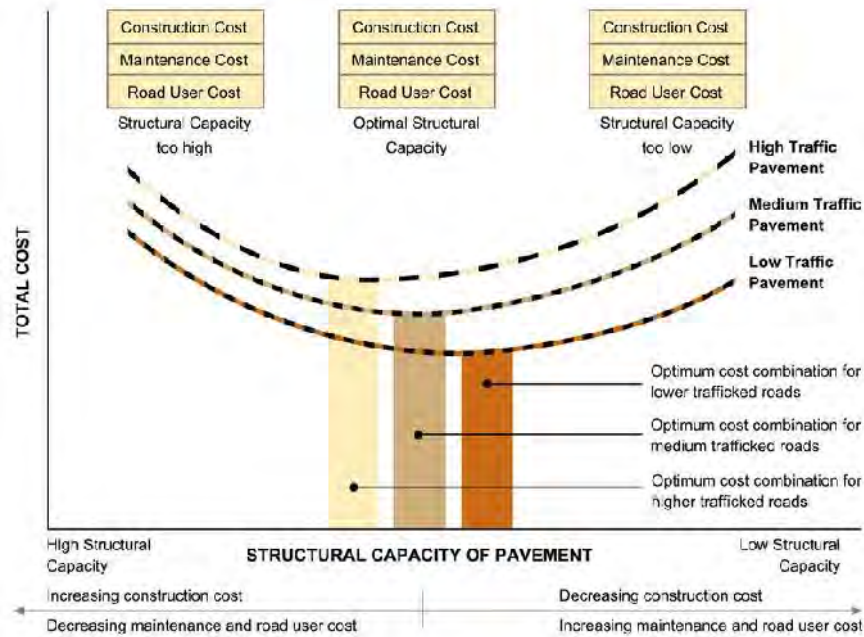 Construction Cost
Maintenance Cost
Road User Cost
Structural Capacity
too high
Construction Cost
Maintenance Cost
Road User Cost
Optimal Structural
Capacity
Construction Cost
Maintenance Cost
Road User Cost
Structural Capacity
too low
High Traffic
Pavement
Medium Traffic
Pavement
Low Traffic
Pavement
TOTAL COST
Optimum cost combination for
lower trafficked roads
Optimum cost combination for
medium trafficked roads
Optimum cost combination for
higher trafficked roads
High Structural
Capacity
STRUCTURAL CAPACITY OF PAVEMENT
Low Structural
Capacity
Increasing construction cost
Decreasing construction cost
Decreasing maintenance and road user cost
Increasing maintenance and road user cost